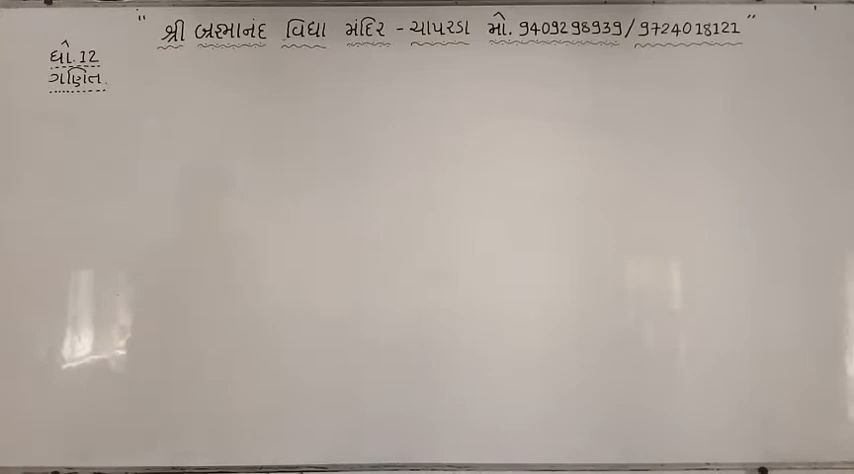 " શ્રી બ્રહ્માનંદ વિધા મંદિર - ચાપરડા મો. 9409298939/9724018121 "
ધો. 12
ગણિત.